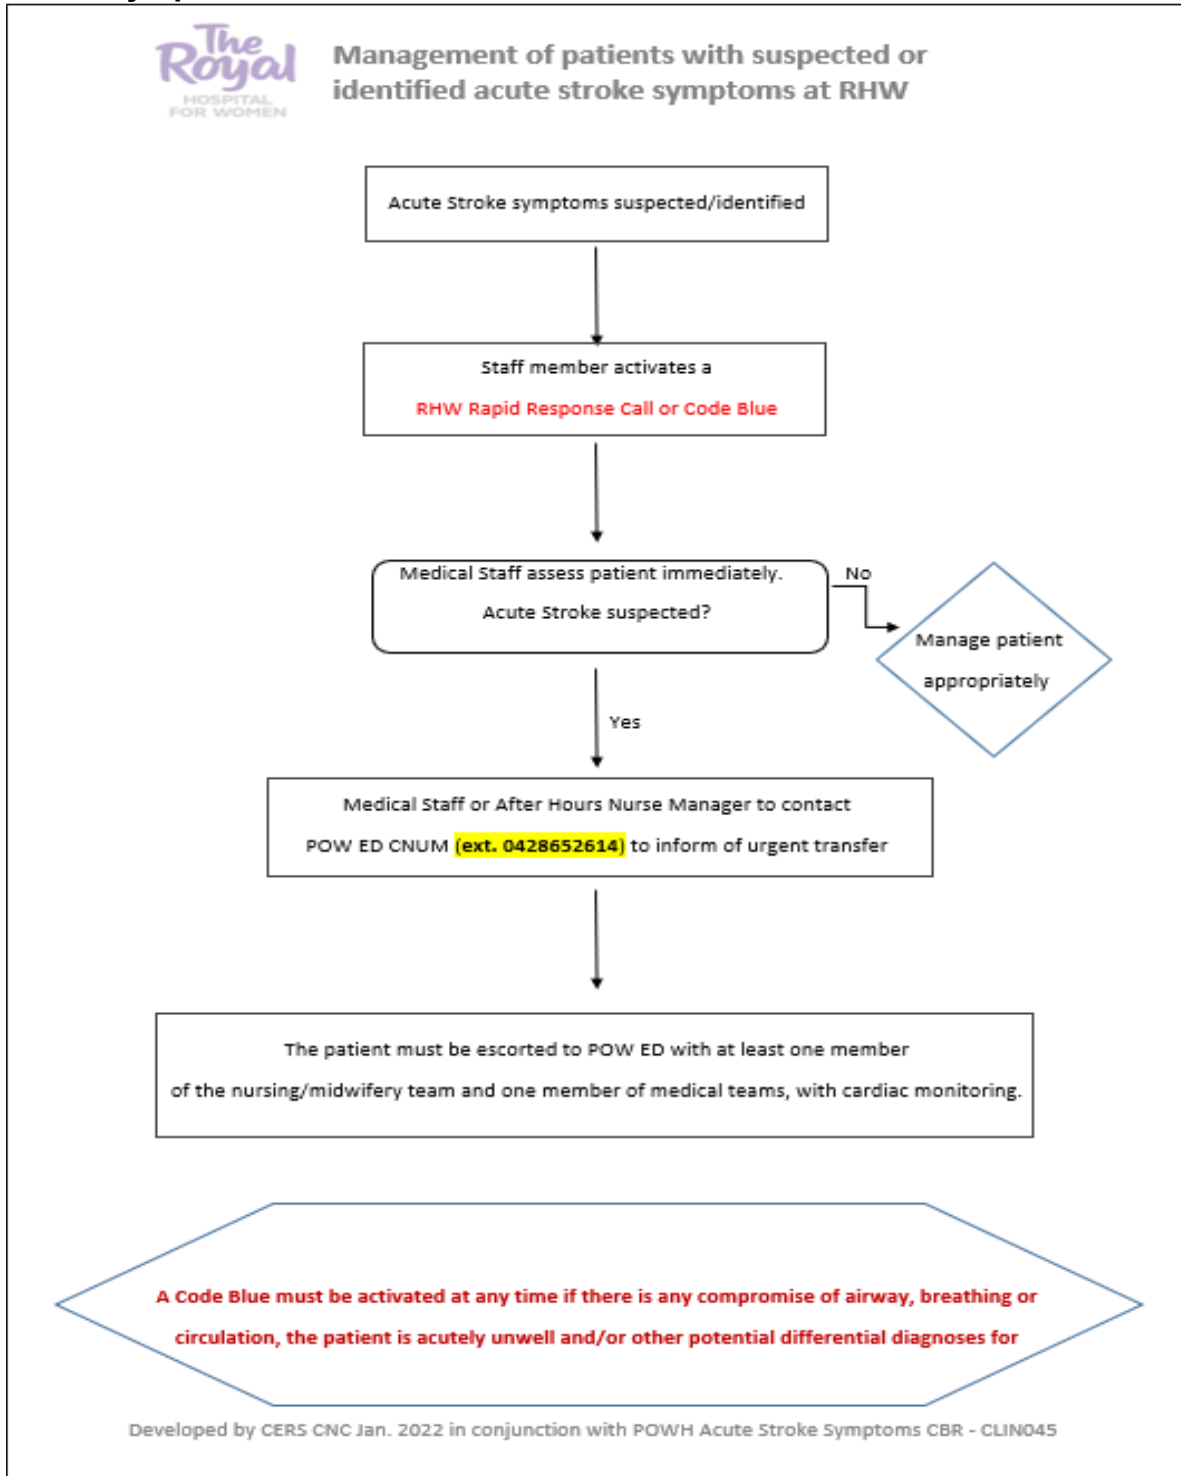 The
Royal
HOSPITAL
FOR WOMEN
Management of patients with suspected or
identified acute stroke symptoms at RHW
Acute Stroke symptoms suspected/identified
Staff member activates a
RHW Rapid Response Call or Code Blue
Medical Staff assess patient immediately.
Acute Stroke suspected?
No
Manage patient
appropriately
Yes
Medical Staff or After Hours Nurse Manager to contact
POW ED CNUM (ext. 0428652614) to inform of urgent transfer
The patient must be escorted to POW ED with at least one member
of the nursing/midwifery team and one member of medical teams, with cardiac monitoring.
A Code Blue must be activated at any time if there is any compromise of airway, breathing or
circulation, the patient is acutely unwell and/or other potential differential diagnoses for
Developed by CERS CNC Jan. 2022 in conjunction with POWH Acute Stroke Symptoms CBR - CLIN045